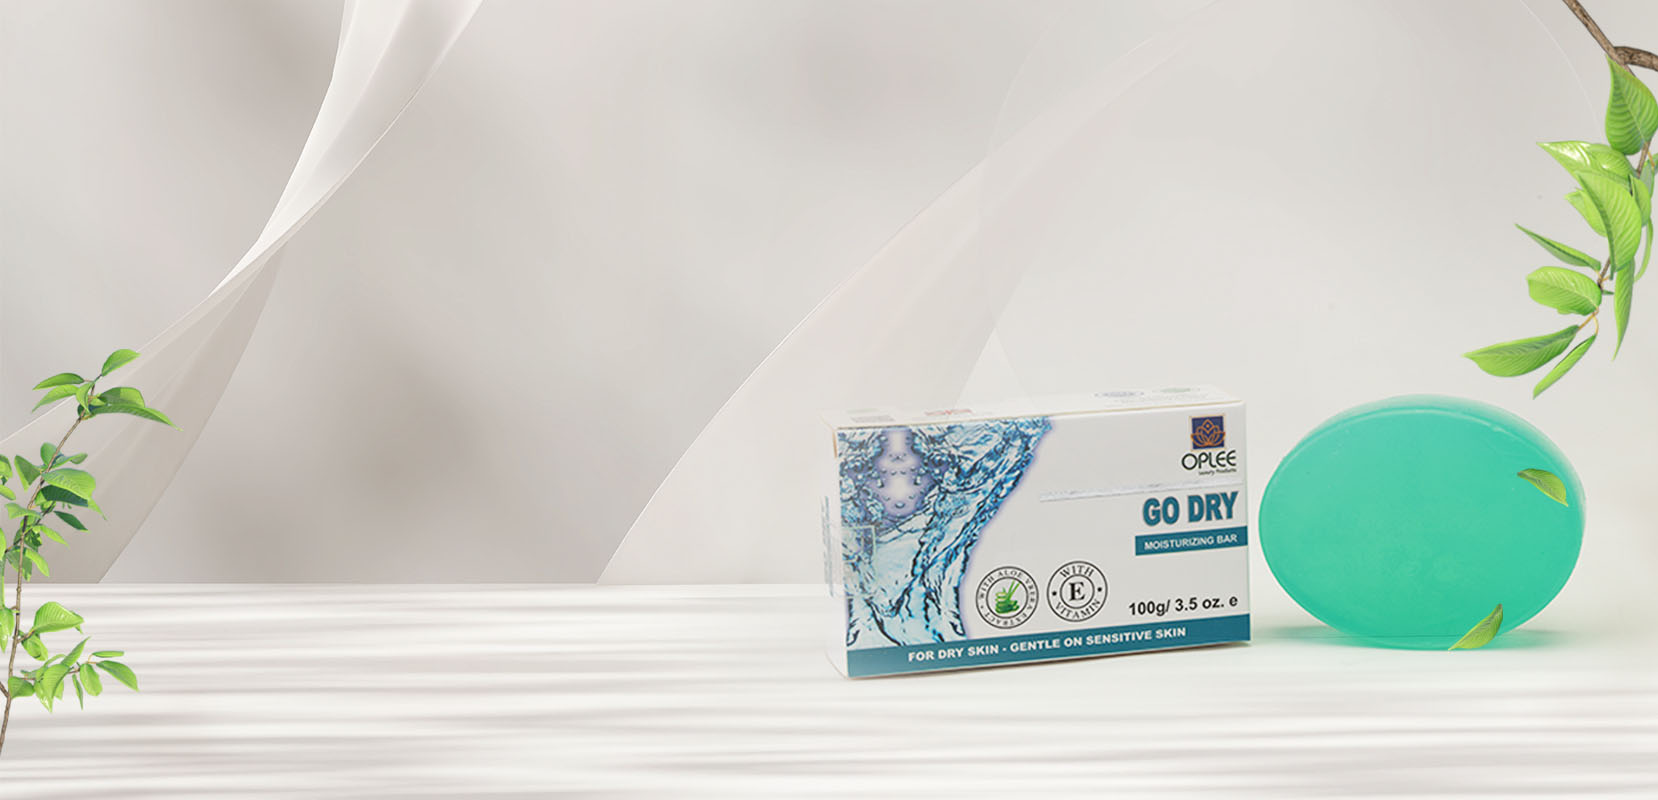 OPLEE
Luxury Products
GO DRY
MOISTURIZING BAR
WITH ALOE VEERA EXTRACT
WITH
E
VITAMIN
100g/ 3.5 oz. e
FOR DRY SKIN - GENTLE ON SENSITIVE SKIN